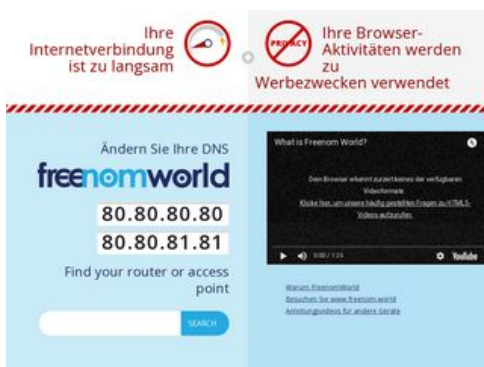 Ihre
Internetverbindung
ist zu langsam
PRIVACY
Ihre Browser-
Aktivitäten werden
zu
Werbezwecken verwendet
Ändern Sie Ihre DNS
freenomworld
80.80.80.80
80.80.81.81
Find your router or access
point
SEARCH
What is Freenom World?
Dein Browser erkennt zurzeit keines der verfügbaren
Videoformate
Klicke hier, um unsere häufig gestellten Fragen zu HTML5-
Videos aufzurufen.
0:00 / 1:25
YouTube
Warum FreenomWorld
Besuchen Sie www.freenom.world
Anleitungsvideos für andere Geräte